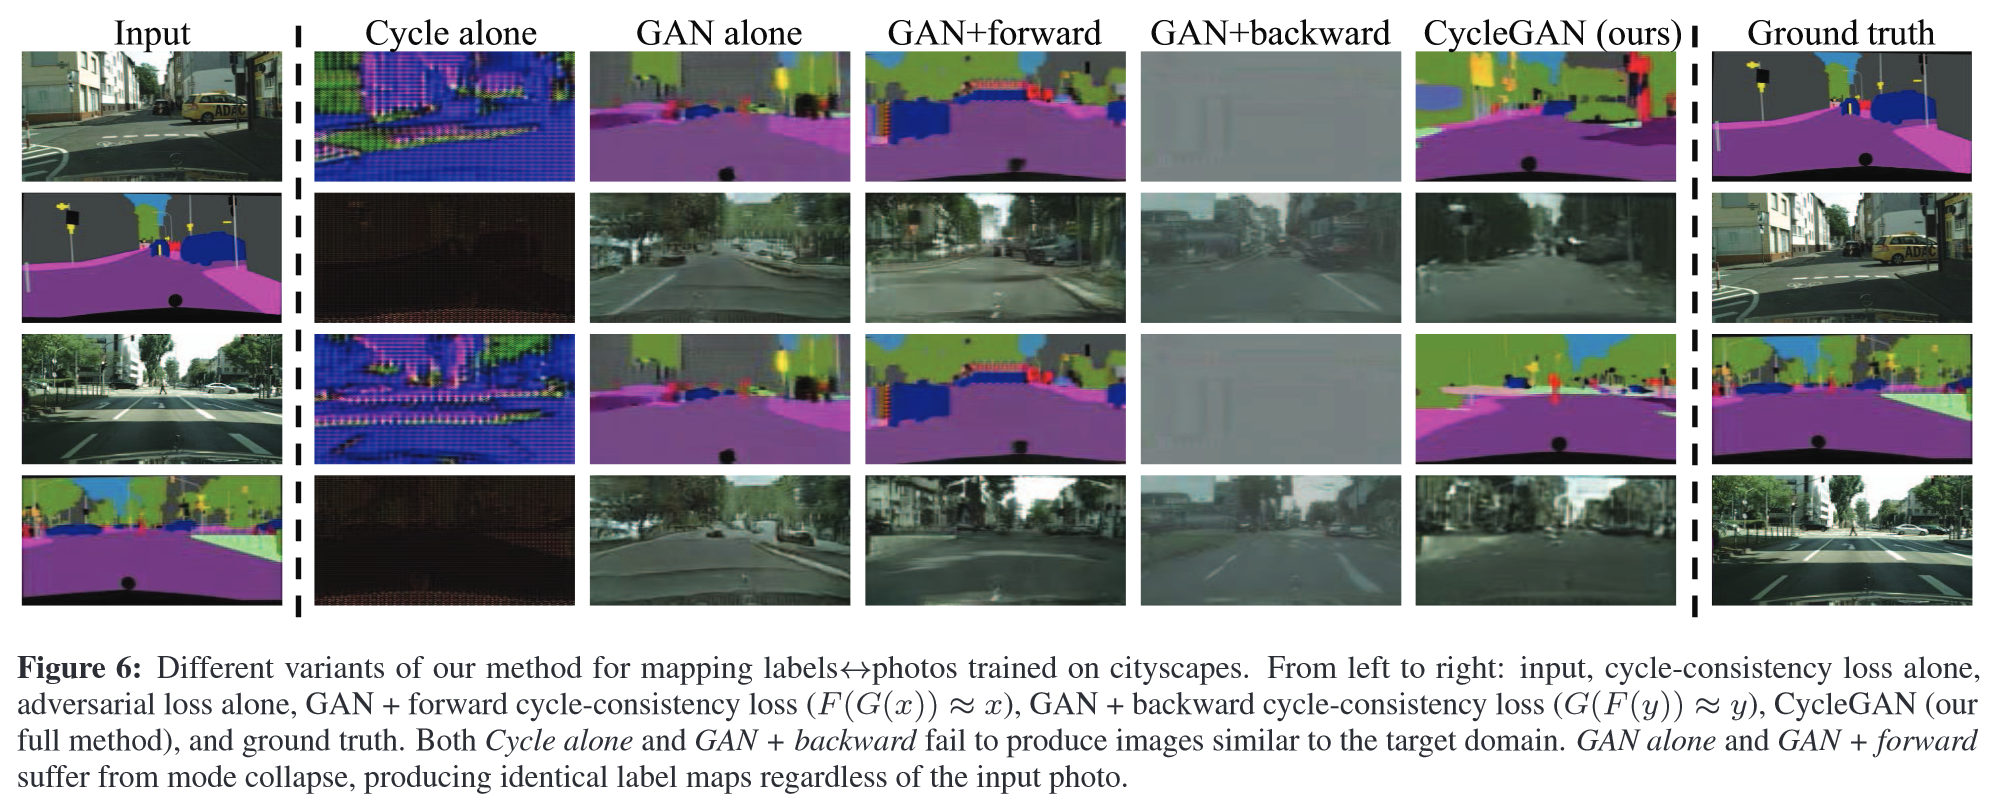 Input Cycle alone GAN alone GAN+forward GAN+backward CycleGAN (ours) Ground truth
ADAC
ADAC
Figure 6: Different variants of our method for mapping labels↔photos trained on cityscapes. From left to right: input, cycle-consistency loss alone,
adversarial loss alone, GAN + forward cycle-consistency loss (F(G(x)) ≈ x), GAN + backward cycle-consistency loss (G(F(y)) ≈ y), CycleGAN (our
full method), and ground truth. Both Cycle alone and GAN + backward fail to produce images similar to the target domain. GAN alone and GAN + forward
suffer from mode collapse, producing identical label maps regardless of the input photo.